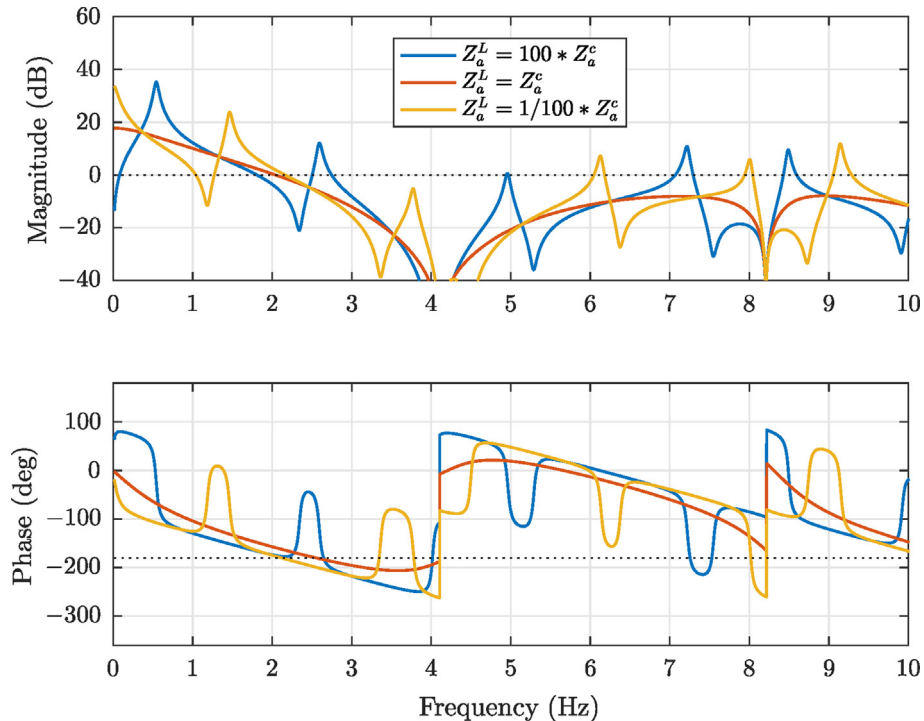 60
40
20
0
−20
−40
Magnitude (dB)
Z_a^L = 100 * Z_a^c
Z_a^L = Z_a^c
Z_a^L = 1/100 * Z_a^c
0 1 2 3 4 5 6 7 8 9 10
100
0
−100
−200
−300
Phase (deg)
0 1 2 3 4 5 6 7 8 9 10
Frequency (Hz)